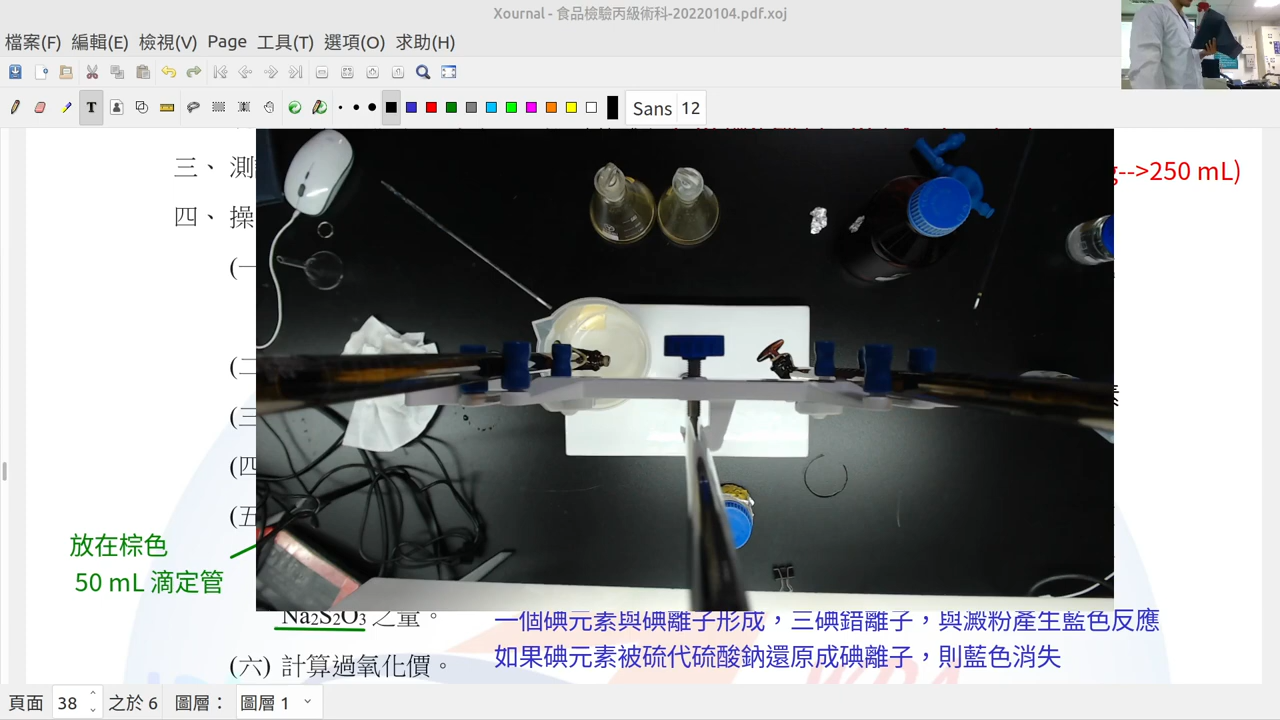 Xournal - 食品檢驗丙級術科-20220104.pdf.xoj
檔案(F) 編輯(E) 檢視(V) Page 工具(T) 選項(O) 求助(H)
T Sans 12
三、測
-->250 mL)
四、操
(一
(二
(三
(四
(五
放在棕色
50 mL 滴定管
Na₂S₂O₃ 之量。
一個碘元素與碘離子形成，三碘錯離子，與澱粉產生藍色反應
(六) 計算過氧化價。
如果碘元素被硫代硫酸鈉還原成碘離子，則藍色消失
頁面 38 之於 6 圖層： 圖層 1